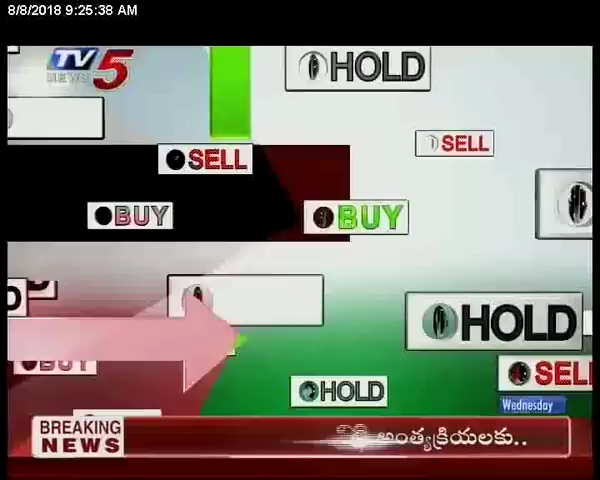 8/8/2018 9:25:38 AM
TV5
NEWS
HOLD
SELL
SELL
BUY
BUY
HOLD
BUY
SELL
HOLD
Wednesday
BREAKING
NEWS
అంత్యక్రియలకు..